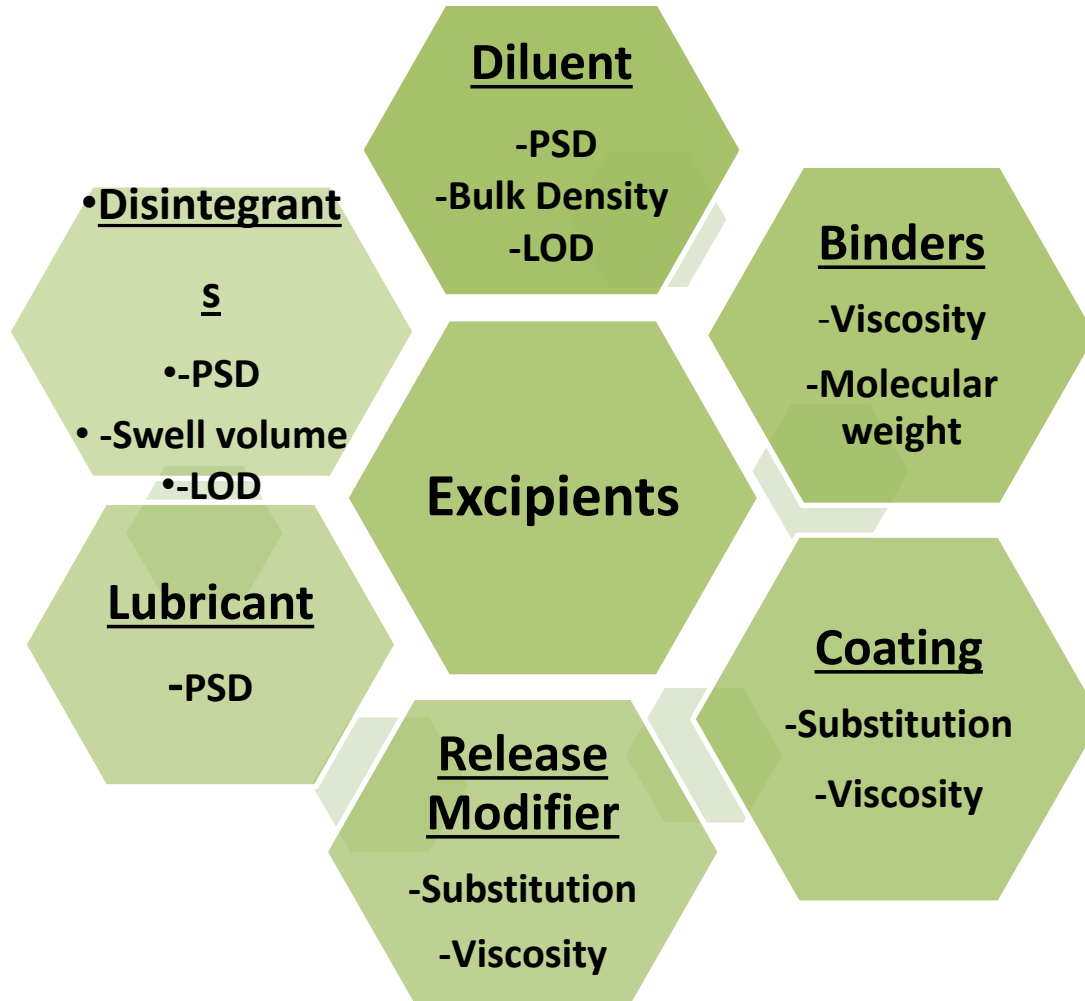 Diluent
-PSD
-Bulk Density
-LOD
Binders
-Viscosity
-Molecular
weight
Coating
-Substitution
-Viscosity
Release
Modifier
-Substitution
-Viscosity
Lubricant
-PSD
•Disintegrant
s
•-PSD
• -Swell volume
•-LOD
Excipients